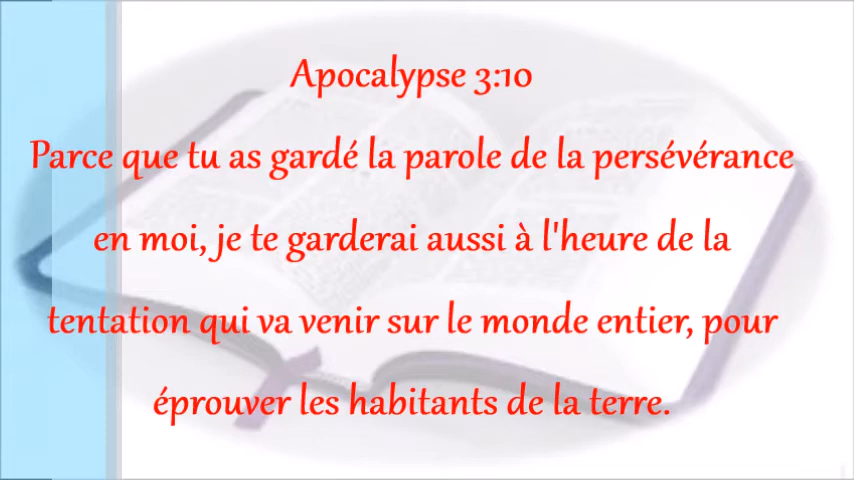 Apocalypse 3:10
Parce que tu as gardé la parole de la persévérance
en moi, je te garderai aussi à l'heure de la
tentation qui va venir sur le monde entier, pour
éprouver les habitants de la terre.